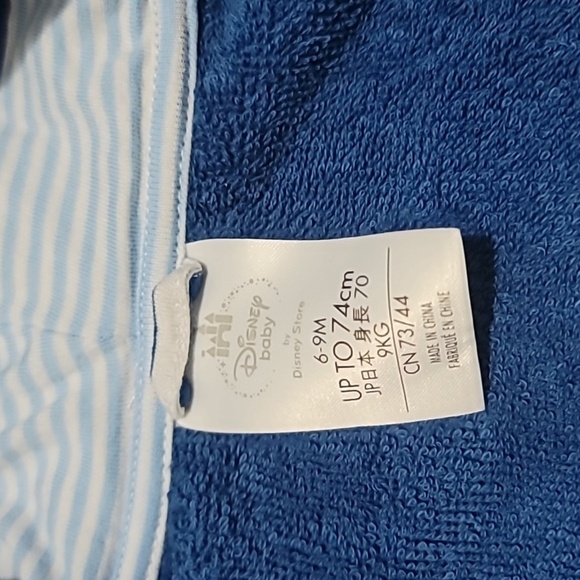 Disney
baby
by
Disney Store
6-9M
UP TO 74cm
JP日本 身長 70
9KG
CN 73/44
MADE IN CHINA
FABRIQUÉ EN CHINE